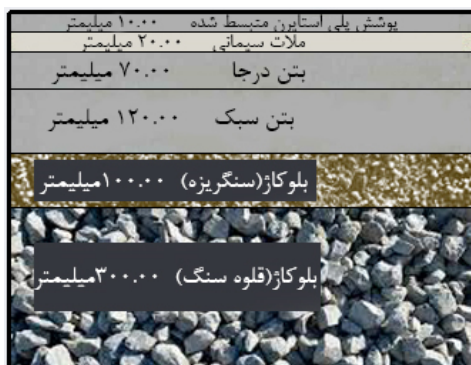 پوشش پلی استایرن منبسط شده ۱۰.۰۰ میلیمتر
ملات سیمانی ۲۰.۰۰ میلیمتر
بتن درجا ۷۰.۰۰ میلیمتر
بتن سبک ۱۲۰.۰۰ میلیمتر
بلوکاژ(سنگریزه) ۱۰۰.۰۰میلیمتر
بلوکاژ(قلوه سنگ) ۳۰۰.۰۰میلیمتر